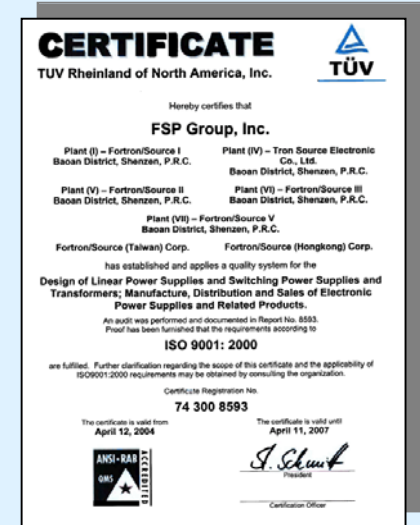 CERTIFICATE
TÜV
TUV Rheinland of North America, Inc.
Hereby certifies that
FSP Group, Inc.
Plant (I) – Fortron/Source I
Baoan District, Shenzen, P.R.C.
Plant (IV) – Tron Source Electronic
Co., Ltd.
Baoan District, Shenzen, P.R.C.
Plant (V) – Fortron/Source II
Baoan District, Shenzen, P.R.C.
Plant (VI) – Fortron/Source III
Baoan District, Shenzen, P.R.C.
Plant (VII) – Fortron/Source V
Baoan District, Shenzen, P.R.C.
Fortron/Source (Taiwan) Corp.
Fortron/Source (Hongkong) Corp.
has established and applies a quality system for the
Design of Linear Power Supplies and Switching Power Supplies and
Transformers; Manufacture, Distribution and Sales of Electronic
Power Supplies and Related Products.
An audit was performed and documented in Report No. 8593.
Proof has been furnished that the requirements according to
ISO 9001: 2000
are fulfilled. Further clarification regarding the scope of this certificate and the applicability of
ISO9001:2000 requirements may be obtained by consulting the organization.
Certificate Registration No.
74 300 8593
The certificate is valid from
April 12, 2004
The certificate is valid until
April 11, 2007
ANSI-RAB
QMS
ACCREDITED
President
Certification Officer